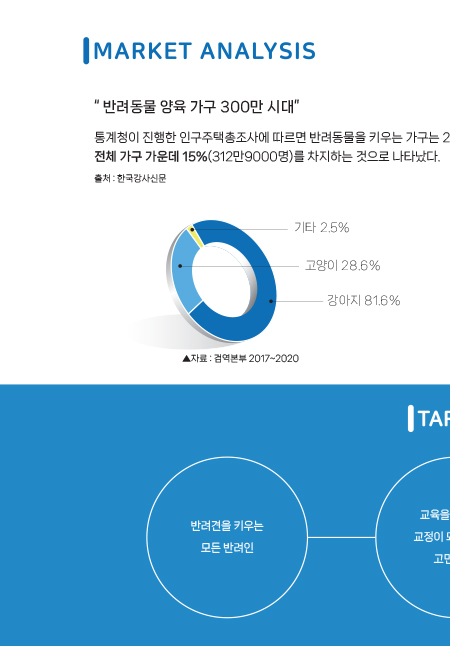 MARKET ANALYSIS
“ 반려동물 양육 가구 300만 시대”
통계청이 진행한 인구주택총조사에 따르면 반려동물을 키우는 가구는 2
전체 가구 가운데 15%(312만9000명)를 차지하는 것으로 나타났다.
출처 : 한국강사신문
기타 2.5%
고양이 28.6%
강아지 81.6%
▲자료 : 검역본부 2017~2020
반려견을 키우는
모든 반려인
교육을
교정이